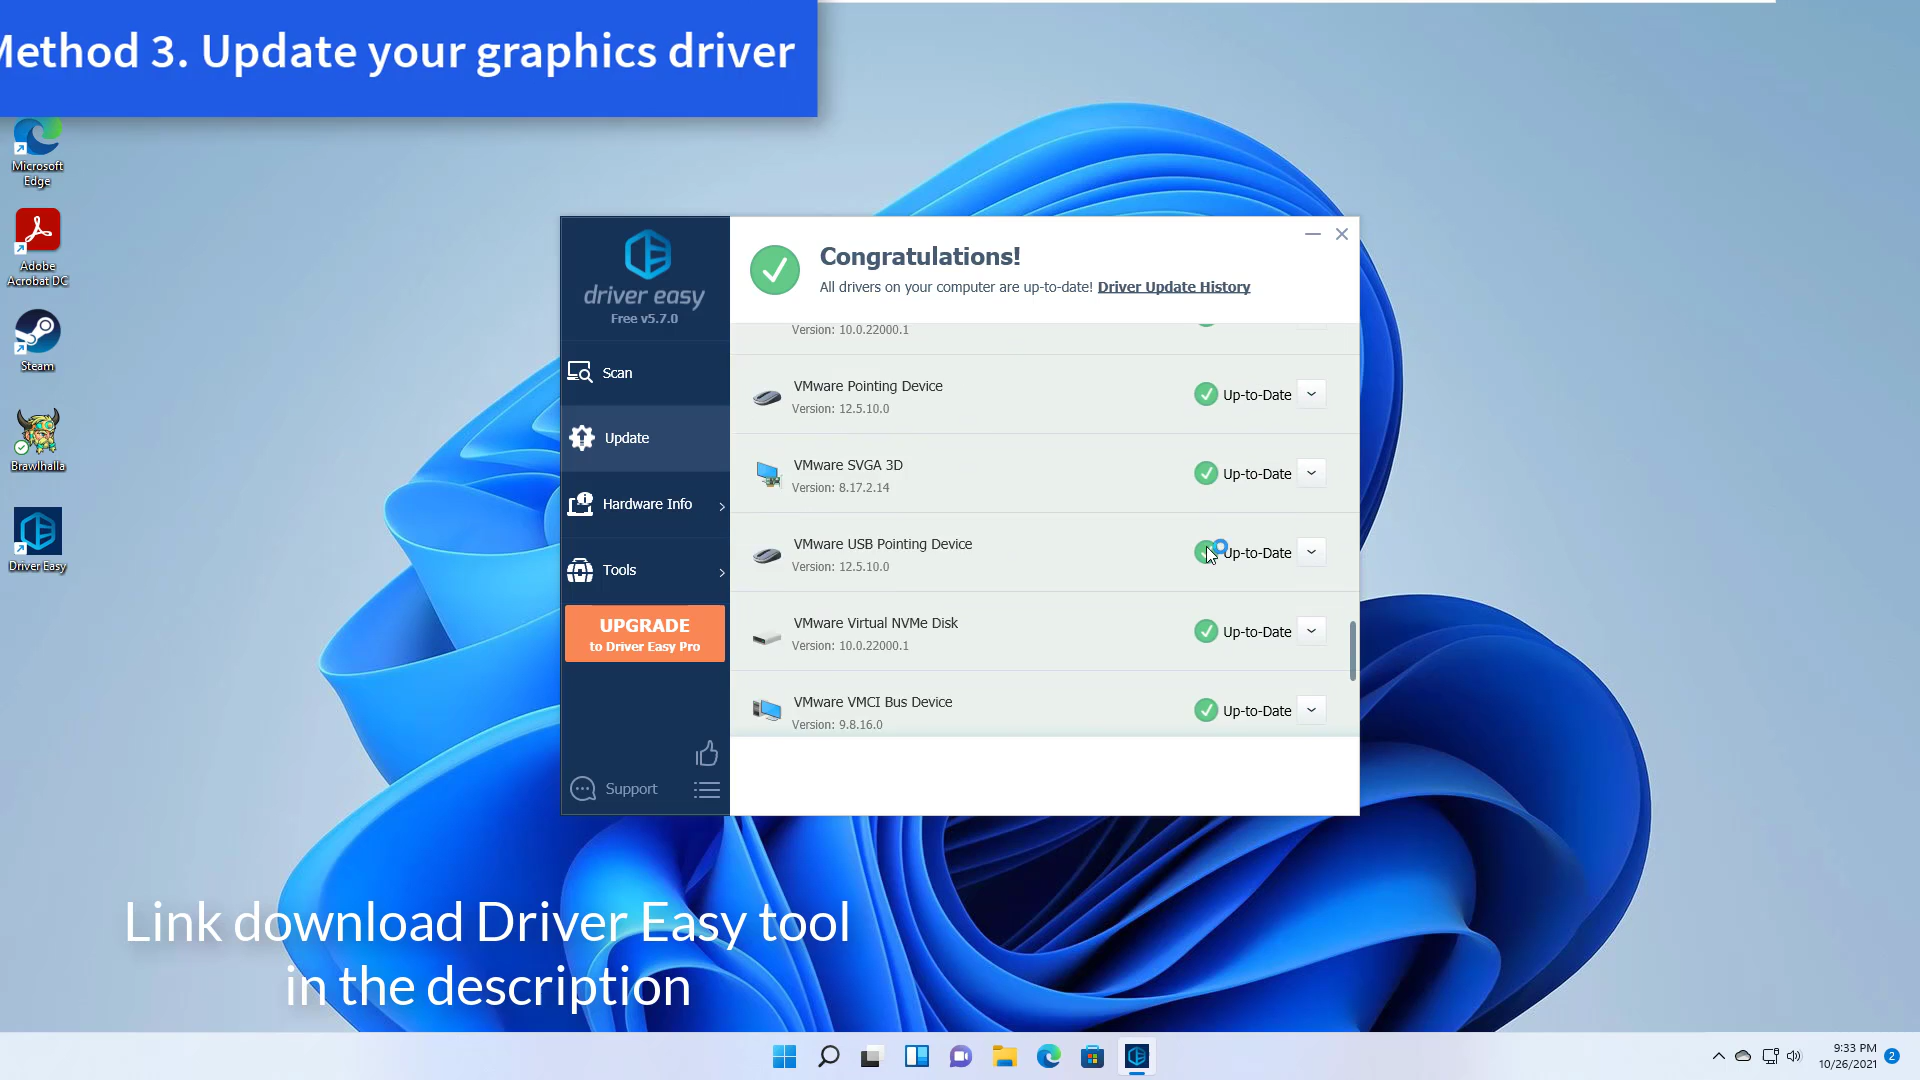 Method 3. Update your graphics driver
Microsoft
Edge
Adobe
Acrobat DC
Steam
Brawlhalla
Driver Easy
driver easy
Free v5.7.0
Scan
Update
Hardware Info
Tools
UPGRADE
to Driver Easy Pro
Support
Congratulations!
All drivers on your computer are up-to-date! Driver Update History
Version: 10.0.22000.1
VMware Pointing Device
Version: 12.5.10.0
Up-to-Date
VMware SVGA 3D
Version: 8.17.2.14
Up-to-Date
VMware USB Pointing Device
Version: 12.5.10.0
Up-to-Date
VMware Virtual NVMe Disk
Version: 10.0.22000.1
Up-to-Date
VMware VMCI Bus Device
Version: 9.8.16.0
Up-to-Date
Link download Driver Easy tool
in the description
9:33 PM
10/26/2021
2